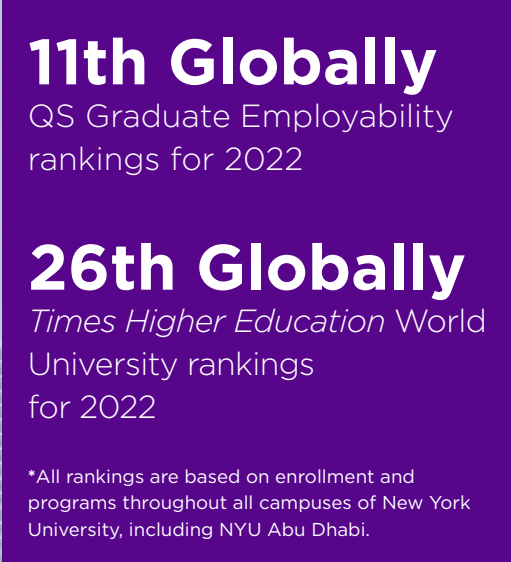 11th Globally
QS Graduate Employability
rankings for 2022
26th Globally
Times Higher Education World
University rankings
for 2022
*All rankings are based on enrollment and
programs throughout all campuses of New York
University, including NYU Abu Dhabi.